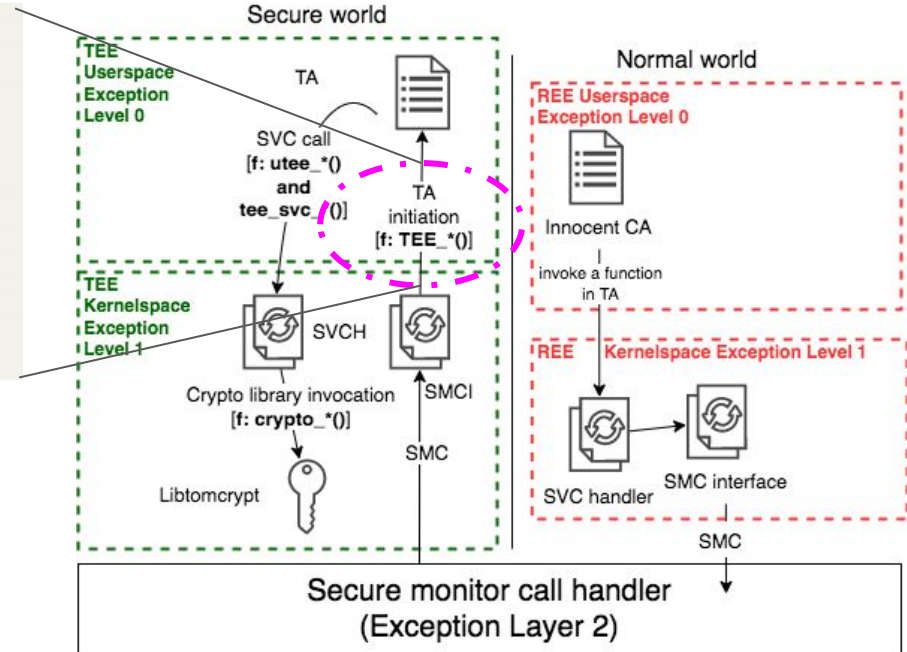 Secure world
TEE
Userspace
Exception
Level 0
TA
SVC call
[f: utee_*()
and
tee_svc_()]
TA
initiation
[f: TEE_*()]
TEE
Kernelspace
Exception
Level 1
SVCH
SMCI
Crypto library invocation
[f: crypto_*()]
SMC
Libtomcrypt
Normal world
REE Userspace
Exception Level 0
Innocent CA
invoke a function
in TA
REE Kernelspace Exception Level 1
SVC handler
SMC interface
SMC
Secure monitor call handler
(Exception Layer 2)